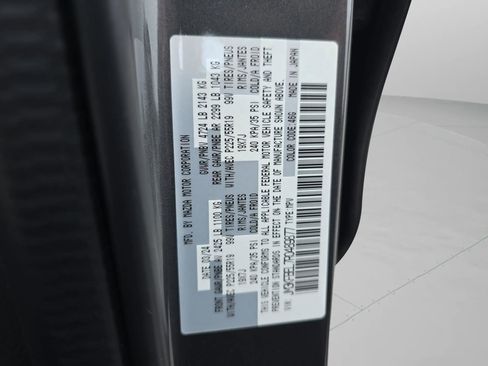 MFD. BY MAZDA MOTOR CORPORATION
DATE: 03/24
GVWR/PNBV 4724 LB 2143 KG
FRONT GAWR/PNBE AV 2425 LB 1100 KG
REAR GAWR/PNBE AR 2299 LB 1043 KG
WITH/AVEC P225/55R19 99V TIRES/PNEUS
WITH/AVEC P225/55R19 99V TIRES/PNEUS
19X7J RIMS/JANTES
19X7J RIMS/JANTES
240 KPA/35 PSI COLD/A FROID
240 KPA/35 PSI COLD/A FROID
THIS VEHICLE CONFORMS TO ALL APPLICABLE FEDERAL MOTOR VEHICLE SAFETY AND THEFT
PREVENTION STANDARDS IN EFFECT ON THE DATE OF MANUFACTURE SHOWN ABOVE.
VIN: TYPE: MPV
COLOR CODE: 46G MADE IN JAPAN